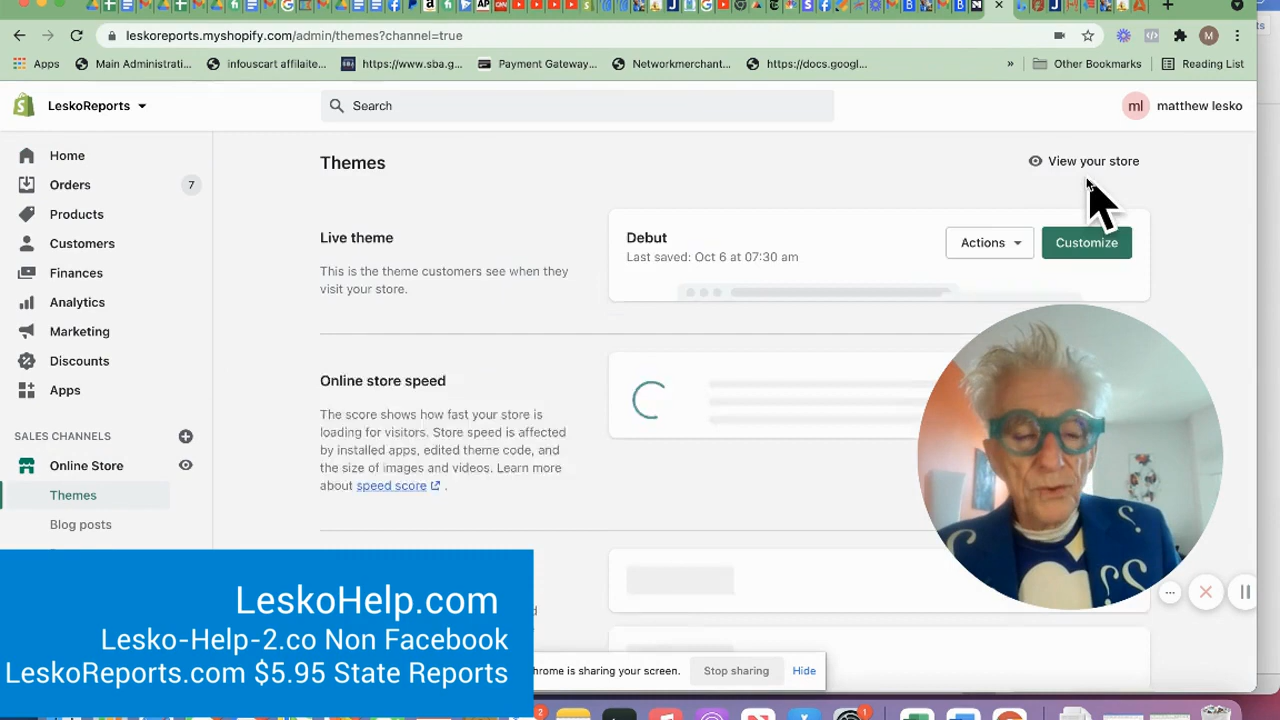 leskoreports.myshopify.com/admin/themes?channel=true
M
Apps
Main Administrati...
infouscart affilaite...
https://www.sba.g...
Payment Gateway...
Networkmerchant...
https://docs.googl...
»
Other Bookmarks
Reading List
LeskoReports
Search
ml
matthew lesko
Home
Orders
7
Products
Customers
Finances
Analytics
Marketing
Discounts
Apps
SALES CHANNELS
Online Store
Themes
Blog posts
Themes
View your store
Live theme
This is the theme customers see when they
visit your store.
Debut
Last saved: Oct 6 at 07:30 am
Actions
Customize
Online store speed
The score shows how fast your store is
loading for visitors. Store speed is affected
by installed apps, edited theme code, and
the size of images and videos. Learn more
about speed score .
LeskoHelp.com
Lesko-Help-2.co Non Facebook
LeskoReports.com $5.95 State Reports
hrome is sharing your screen.
Stop sharing
Hide
2
1